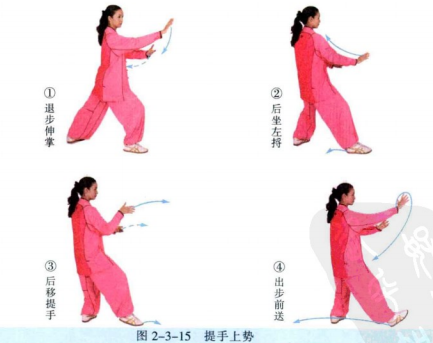 ① 退步伸掌
② 后坐左捋
③ 后移提手
④ 出步前送
图 2-3-15 提手上势